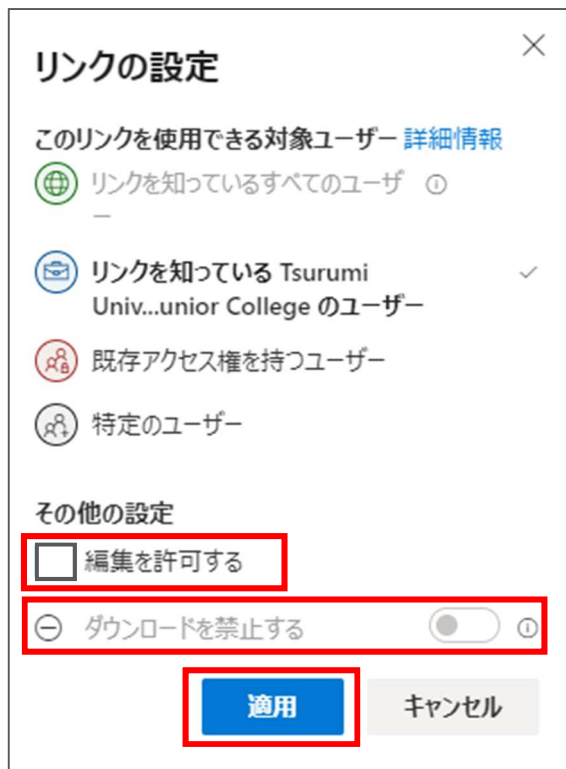 リンクの設定
このリンクを使用できる対象ユーザー 詳細情報
リンクを知っているすべてのユーザ
ー
リンクを知っている Tsurumi
Univ...unior College のユーザー
既存アクセス権を持つユーザー
特定のユーザー
その他の設定
編集を許可する
ダウンロードを禁止する
適用 キャンセル